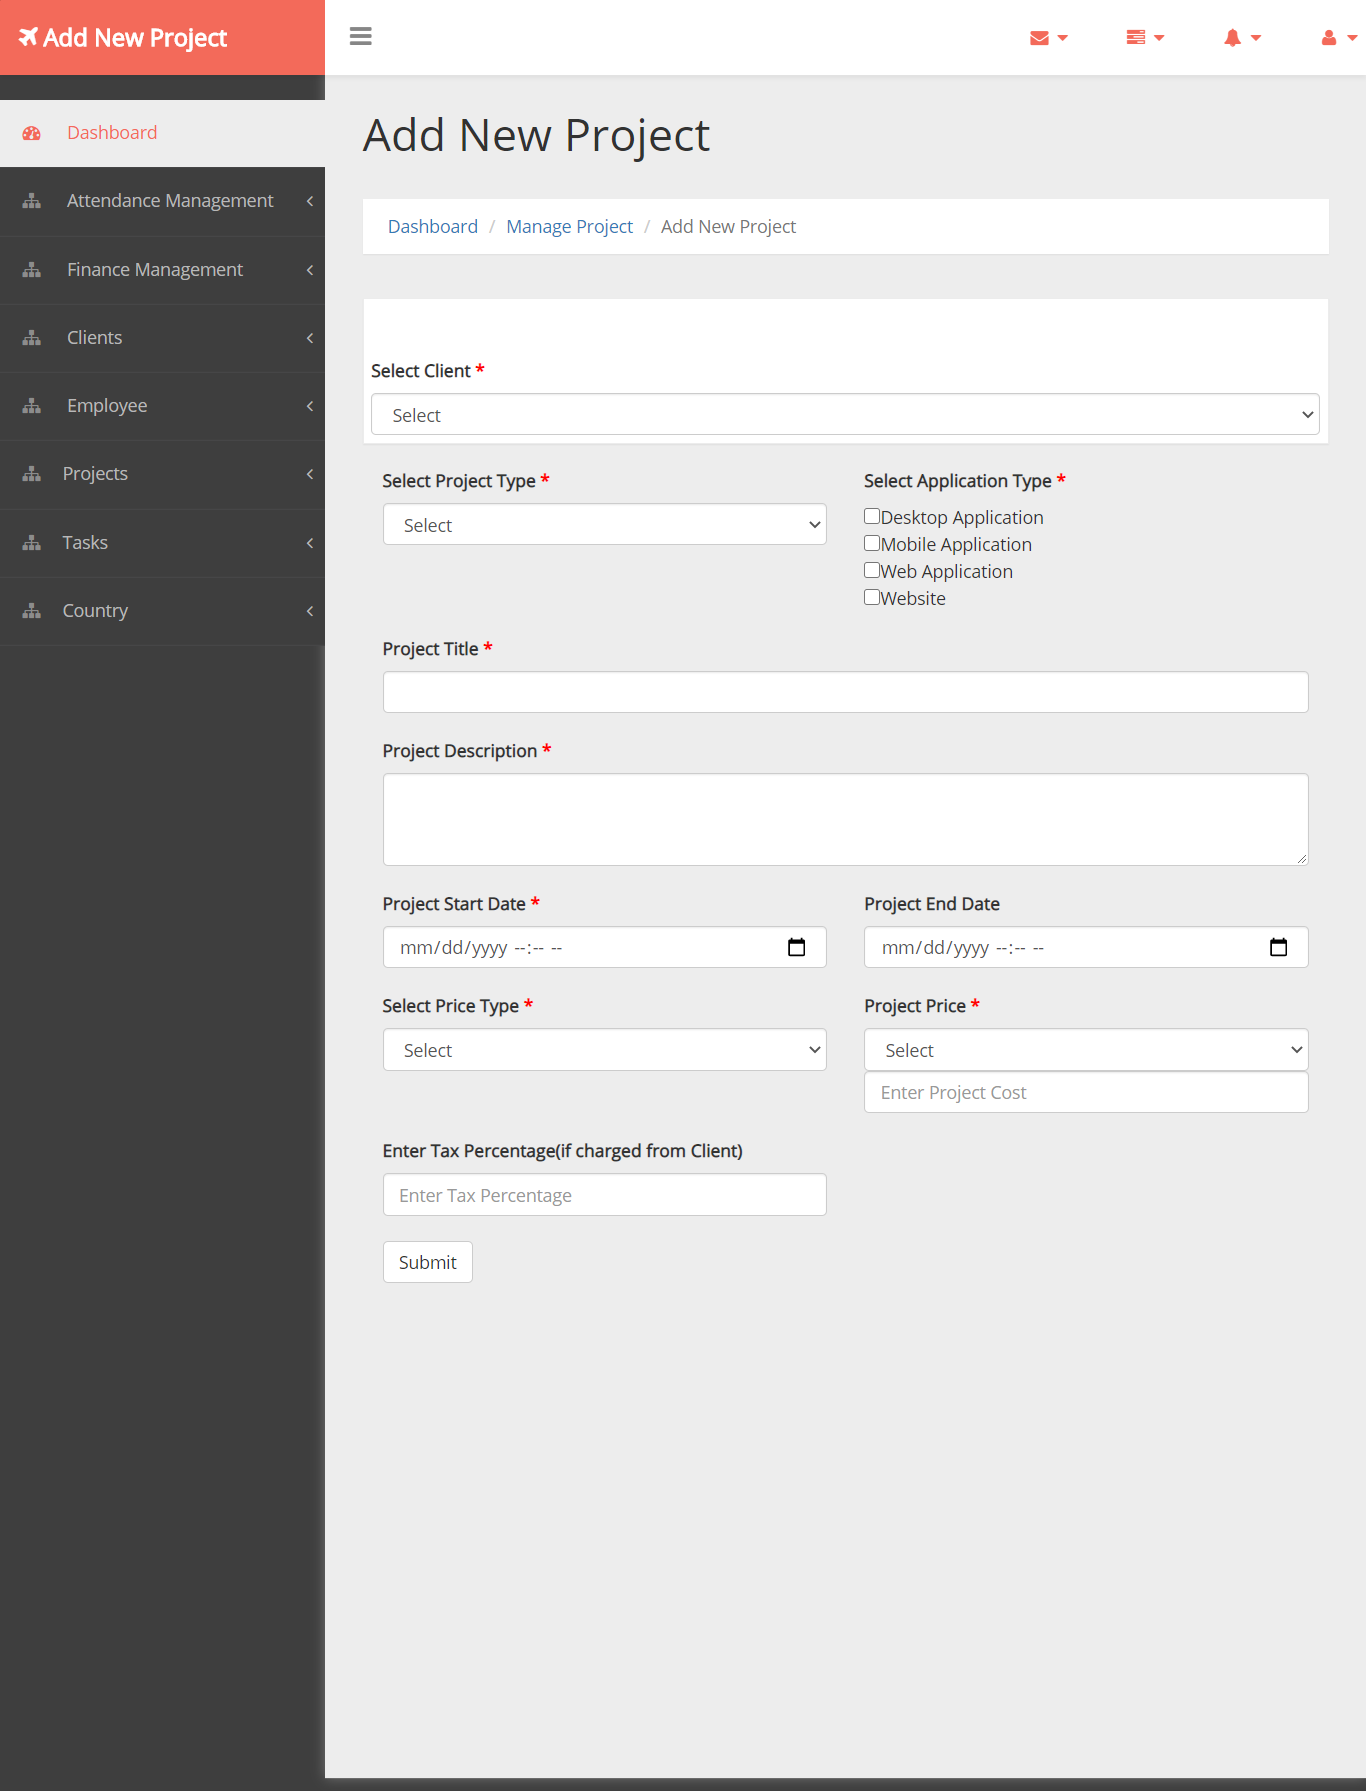 Add New Project
Dashboard
Attendance Management
Finance Management
Clients
Employee
Projects
Tasks
Country
Add New Project
Dashboard / Manage Project / Add New Project
Select Client *
Select
Select Project Type *
Select
Select Application Type *
Desktop Application
Mobile Application
Web Application
Website
Project Title *
Project Description *
Project Start Date *
mm/dd/yyyy --:-- --
Project End Date
mm/dd/yyyy --:-- --
Select Price Type *
Select
Project Price *
Select
Enter Project Cost
Enter Tax Percentage(if charged from Client)
Enter Tax Percentage
Submit